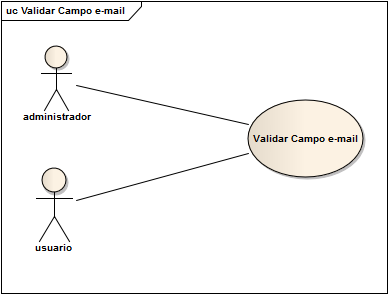 uc Validar Campo e-mail
administrador
Validar Campo e-mail
usuario